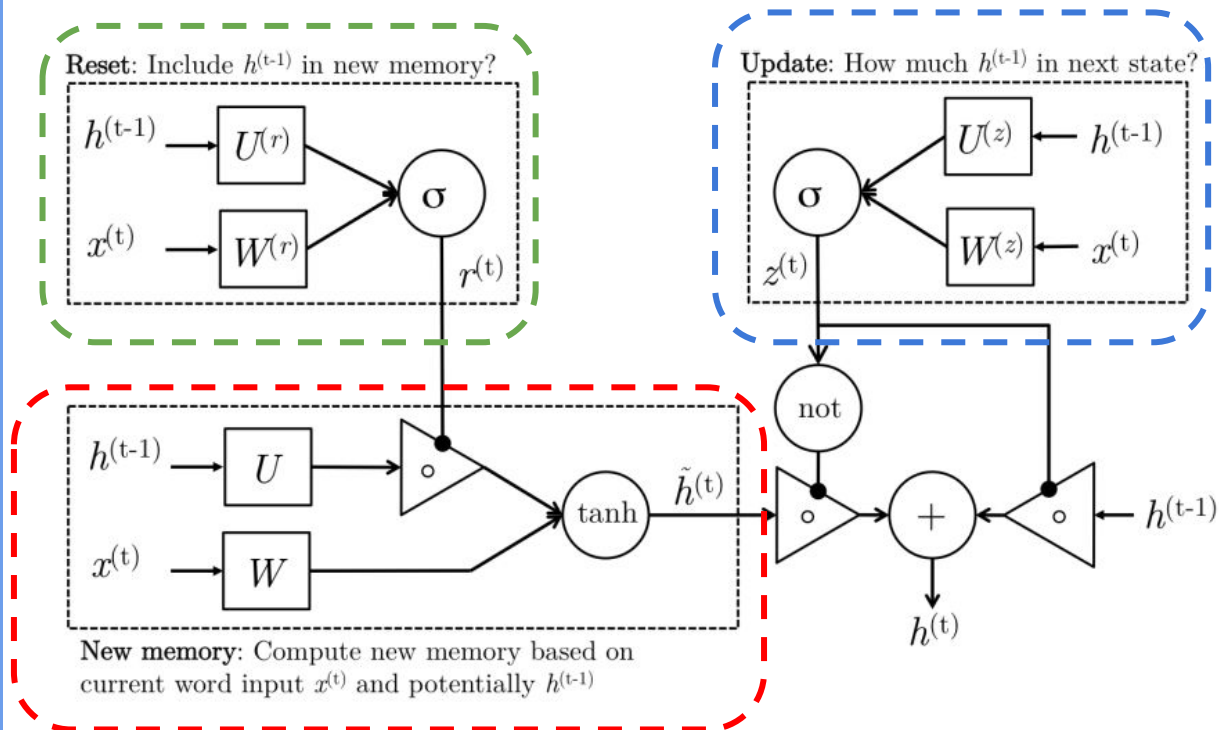 Reset: Include h⁽ᵗ⁻¹⁾ in new memory?
h⁽ᵗ⁻¹⁾
U⁽ʳ⁾
σ
x⁽ᵗ⁾
W⁽ʳ⁾
r⁽ᵗ⁾
Update: How much h⁽ᵗ⁻¹⁾ in next state?
U⁽ᶻ⁾
h⁽ᵗ⁻¹⁾
σ
W⁽ᶻ⁾
x⁽ᵗ⁾
z⁽ᵗ⁾
not
h⁽ᵗ⁻¹⁾
U
∘
x⁽ᵗ⁾
W
tanh
h̃⁽ᵗ⁾
∘
+
∘
h⁽ᵗ⁻¹⁾
h⁽ᵗ⁾
New memory: Compute new memory based on
current word input x⁽ᵗ⁾ and potentially h⁽ᵗ⁻¹⁾